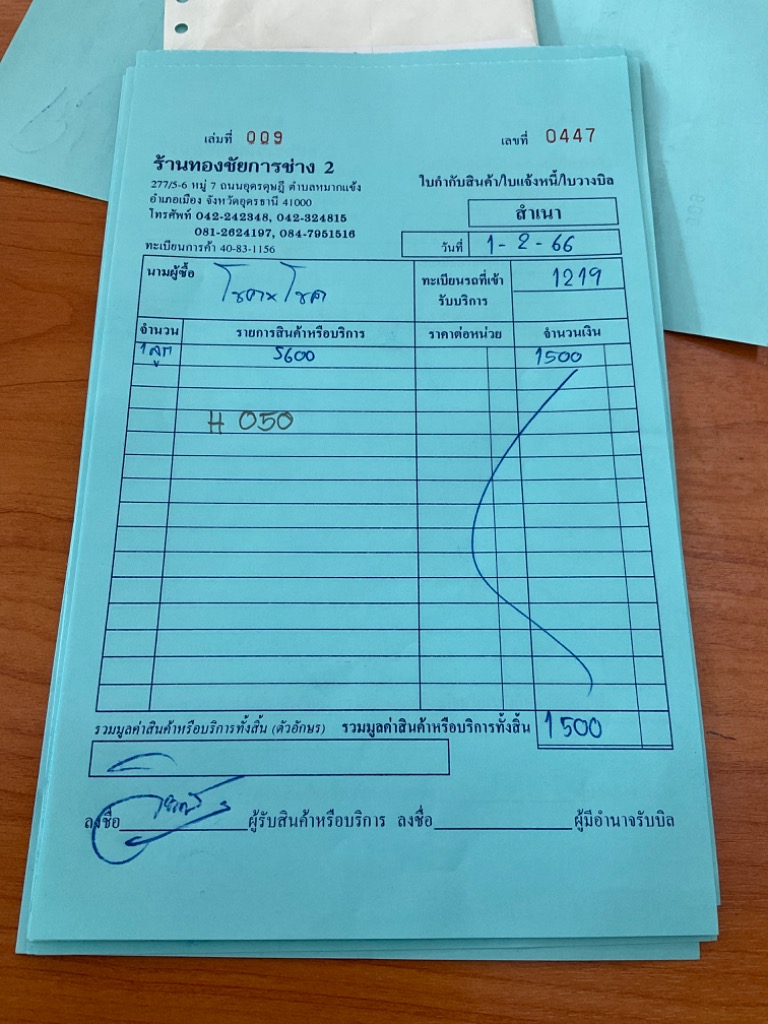 เล่มที่ 009
เลขที่ 0447
ร้านทองชัยการช่าง 2
277/5-6 หมู่ 7 ถนนอุดรดุษฎี ตำบลหมากแข้ง
อำเภอเมือง จังหวัดอุดรธานี 41000
โทรศัพท์ 042-242348, 042-324815
081-2624197, 084-7951516
ทะเบียนการค้า 40-83-1156
ใบกำกับสินค้า/ใบแจ้งหนี้/ใบวางบิล
สำเนา
วันที่ 1-2-66
นามผู้ซื้อ
ทะเบียนรถที่เข้า
รับบริการ
1219
จำนวน รายการสินค้าหรือบริการ ราคาต่อหน่วย จำนวนเงิน
1 ลูก S600 1500
H 050
รวมมูลค่าสินค้าหรือบริการทั้งสิ้น (ตัวอักษร) รวมมูลค่าสินค้าหรือบริการทั้งสิ้น 1500
ลงชื่อ ผู้รับสินค้าหรือบริการ ลงชื่อ ผู้มีอำนาจรับบิล